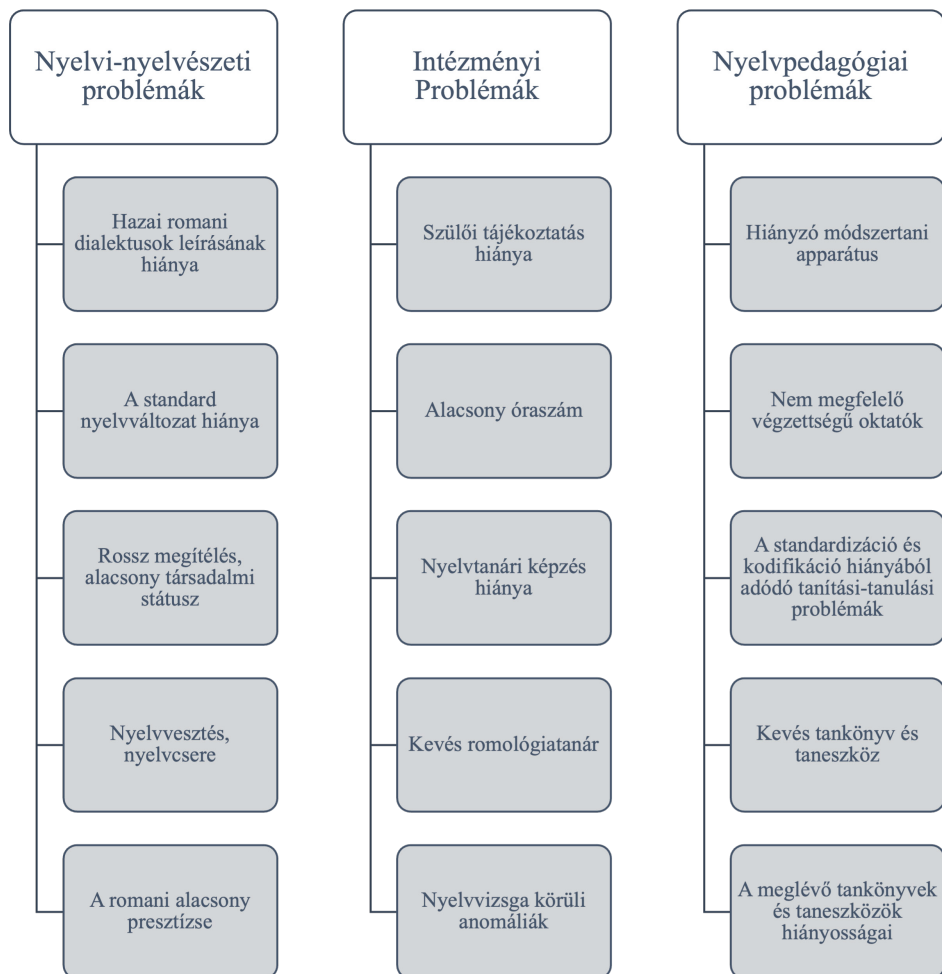 Nyelvi-nyelvészeti
problémák
Hazai romani
dialektusok leírásának
hiánya
A standard
nyelvváltozat hiánya
Rossz megítélés,
alacsony társadalmi
státusz
Nyelvvesztés,
nyelvcsere
A romani alacsony
presztízse
Intézményi
Problémák
Szülői tájékoztatás
hiánya
Alacsony óraszám
Nyelvtanári képzés
hiánya
Kevés romológiatanár
Nyelvvizsga körüli
anomáliák
Nyelvpedagógiai
problémák
Hiányzó módszertani
apparátus
Nem megfelelő
végzettségű oktatók
A standardizáció és
kodifikáció hiányából
adódó tanítási-tanulási
problémák
Kevés tankönyv és
taneszköz
A meglévő tankönyvek
és taneszközök
hiányosságai